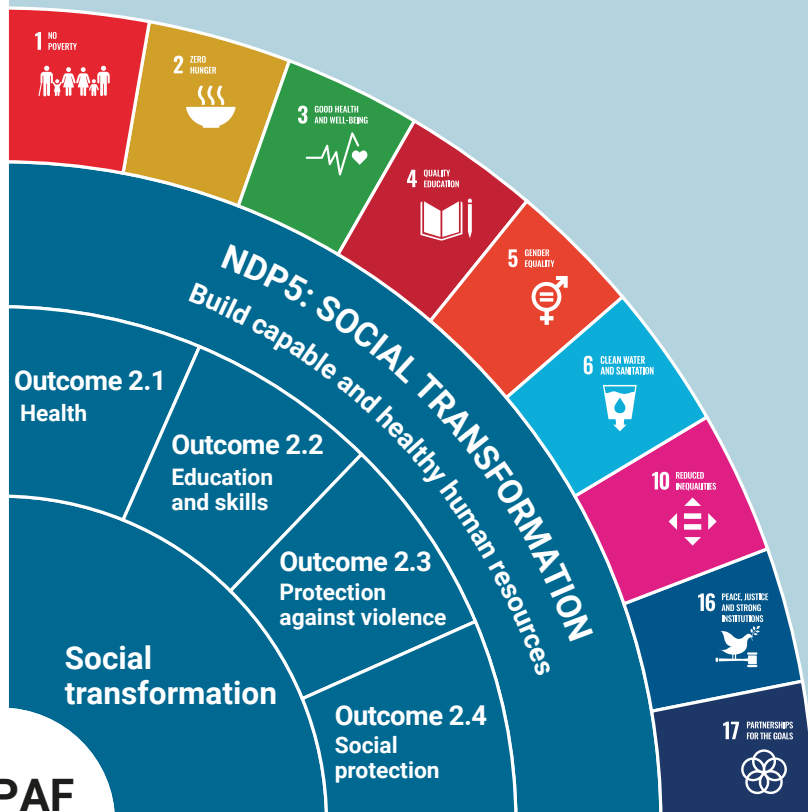 1 NO
POVERTY
2 ZERO
HUNGER
3 GOOD HEALTH
AND WELL-BEING
4 QUALITY
EDUCATION
5 GENDER
EQUALITY
6 CLEAN WATER
AND SANITATION
10 REDUCED
INEQUALITIES
16 PEACE, JUSTICE
AND STRONG
INSTITUTIONS
17 PARTNERSHIPS
FOR THE GOALS
NDP5: SOCIAL TRANSFORMATION
Build capable and healthy human resources
Outcome 2.1
Health
Outcome 2.2
Education
and skills
Outcome 2.3
Protection
against violence
Outcome 2.4
Social
protection
Social
transformation
PAF